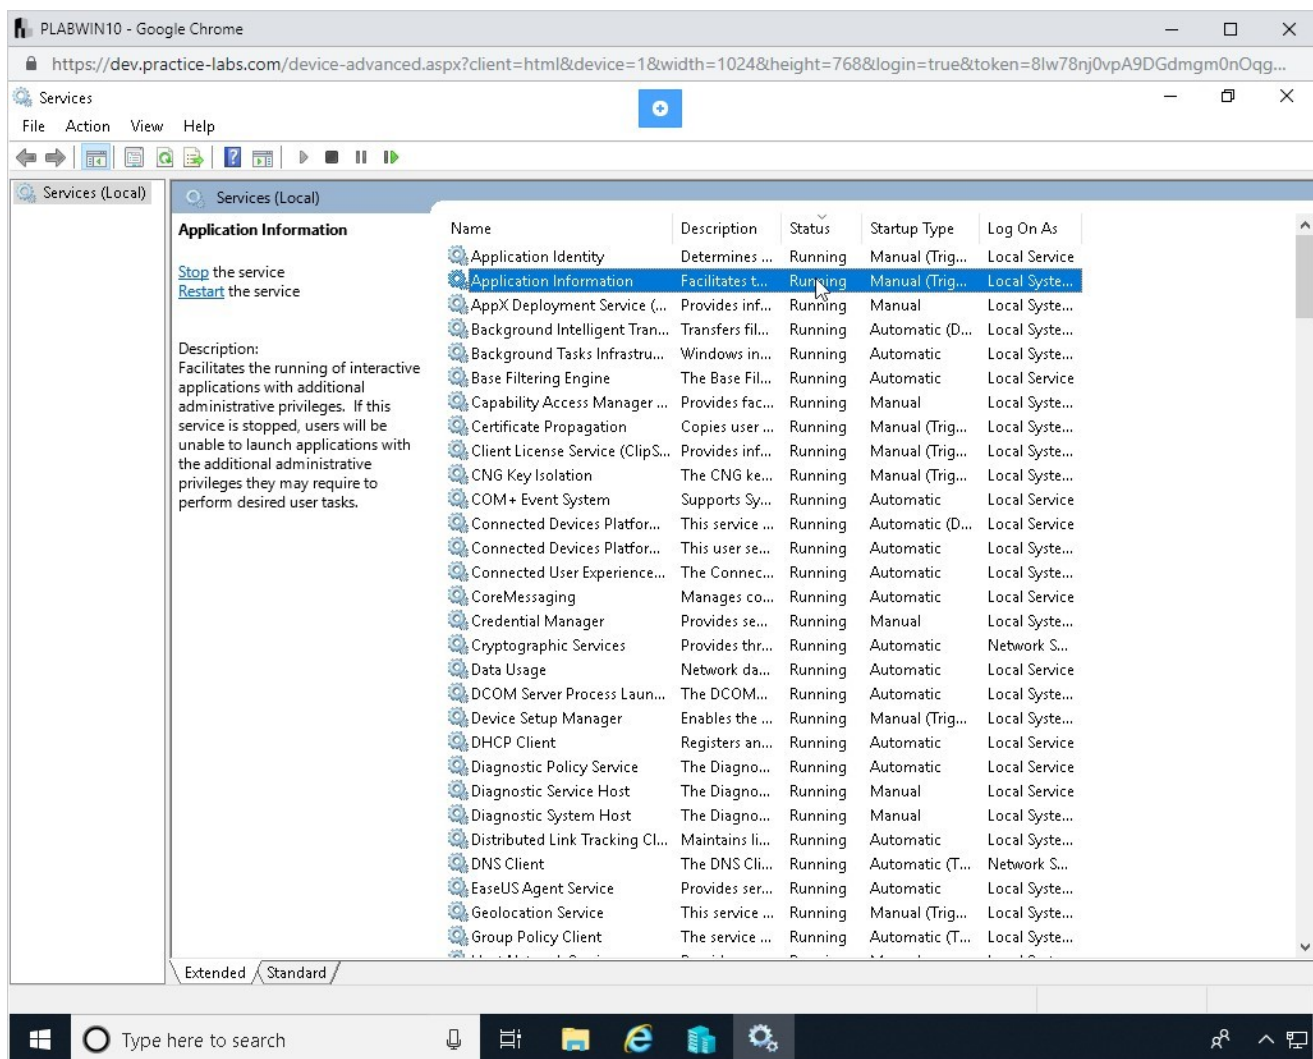 PLABWIN10 - Google Chrome
https://dev.practice-labs.com/device-advanced.aspx?client=html&device=1&width=1024&height=768&login=true&token=8lw78nj0vpA9DGdmgm0nOqg...
Services
File Action View Help
Services (Local)
Services (Local)
Application Information
Stop the service
Restart the service
Description:
Facilitates the running of interactive
applications with additional
administrative privileges. If this
service is stopped, users will be
unable to launch applications with
the additional administrative
privileges they may require to
perform desired user tasks.
Name Description Status Startup Type Log On As
Application Identity Determines ... Running Manual (Trig... Local Service
Application Information Facilitates t... Running Manual (Trig... Local Syste...
AppX Deployment Service (... Provides inf... Running Manual Local Syste...
Background Intelligent Tran... Transfers fil... Running Automatic (D... Local Syste...
Background Tasks Infrastru... Windows in... Running Automatic Local Syste...
Base Filtering Engine The Base Fil... Running Automatic Local Service
Capability Access Manager ... Provides fac... Running Manual Local Syste...
Certificate Propagation Copies user ... Running Manual (Trig... Local Syste...
Client License Service (ClipS... Provides inf... Running Manual (Trig... Local Syste...
CNG Key Isolation The CNG ke... Running Manual (Trig... Local Syste...
COM+ Event System Supports Sy... Running Automatic Local Service
Connected Devices Platfor... This service ... Running Automatic (D... Local Service
Connected Devices Platfor... This user se... Running Automatic Local Syste...
Connected User Experience... The Connec... Running Automatic Local Syste...
CoreMessaging Manages co... Running Automatic Local Service
Credential Manager Provides se... Running Manual Local Syste...
Cryptographic Services Provides thr... Running Automatic Network S...
Data Usage Network da... Running Automatic Local Service
DCOM Server Process Laun... The DCOM... Running Automatic Local Syste...
Device Setup Manager Enables the ... Running Manual (Trig... Local Syste...
DHCP Client Registers an... Running Automatic Local Service
Diagnostic Policy Service The Diagno... Running Automatic Local Service
Diagnostic Service Host The Diagno... Running Manual Local Service
Diagnostic System Host The Diagno... Running Manual Local Syste...
Distributed Link Tracking Cl... Maintains li... Running Automatic Local Syste...
DNS Client The DNS Cli... Running Automatic (T... Network S...
EaseUS Agent Service Provides ser... Running Automatic Local Syste...
Geolocation Service This service ... Running Manual (Trig... Local Syste...
Group Policy Client The service ... Running Automatic (T... Local Syste...
Extended Standard
Type here to search